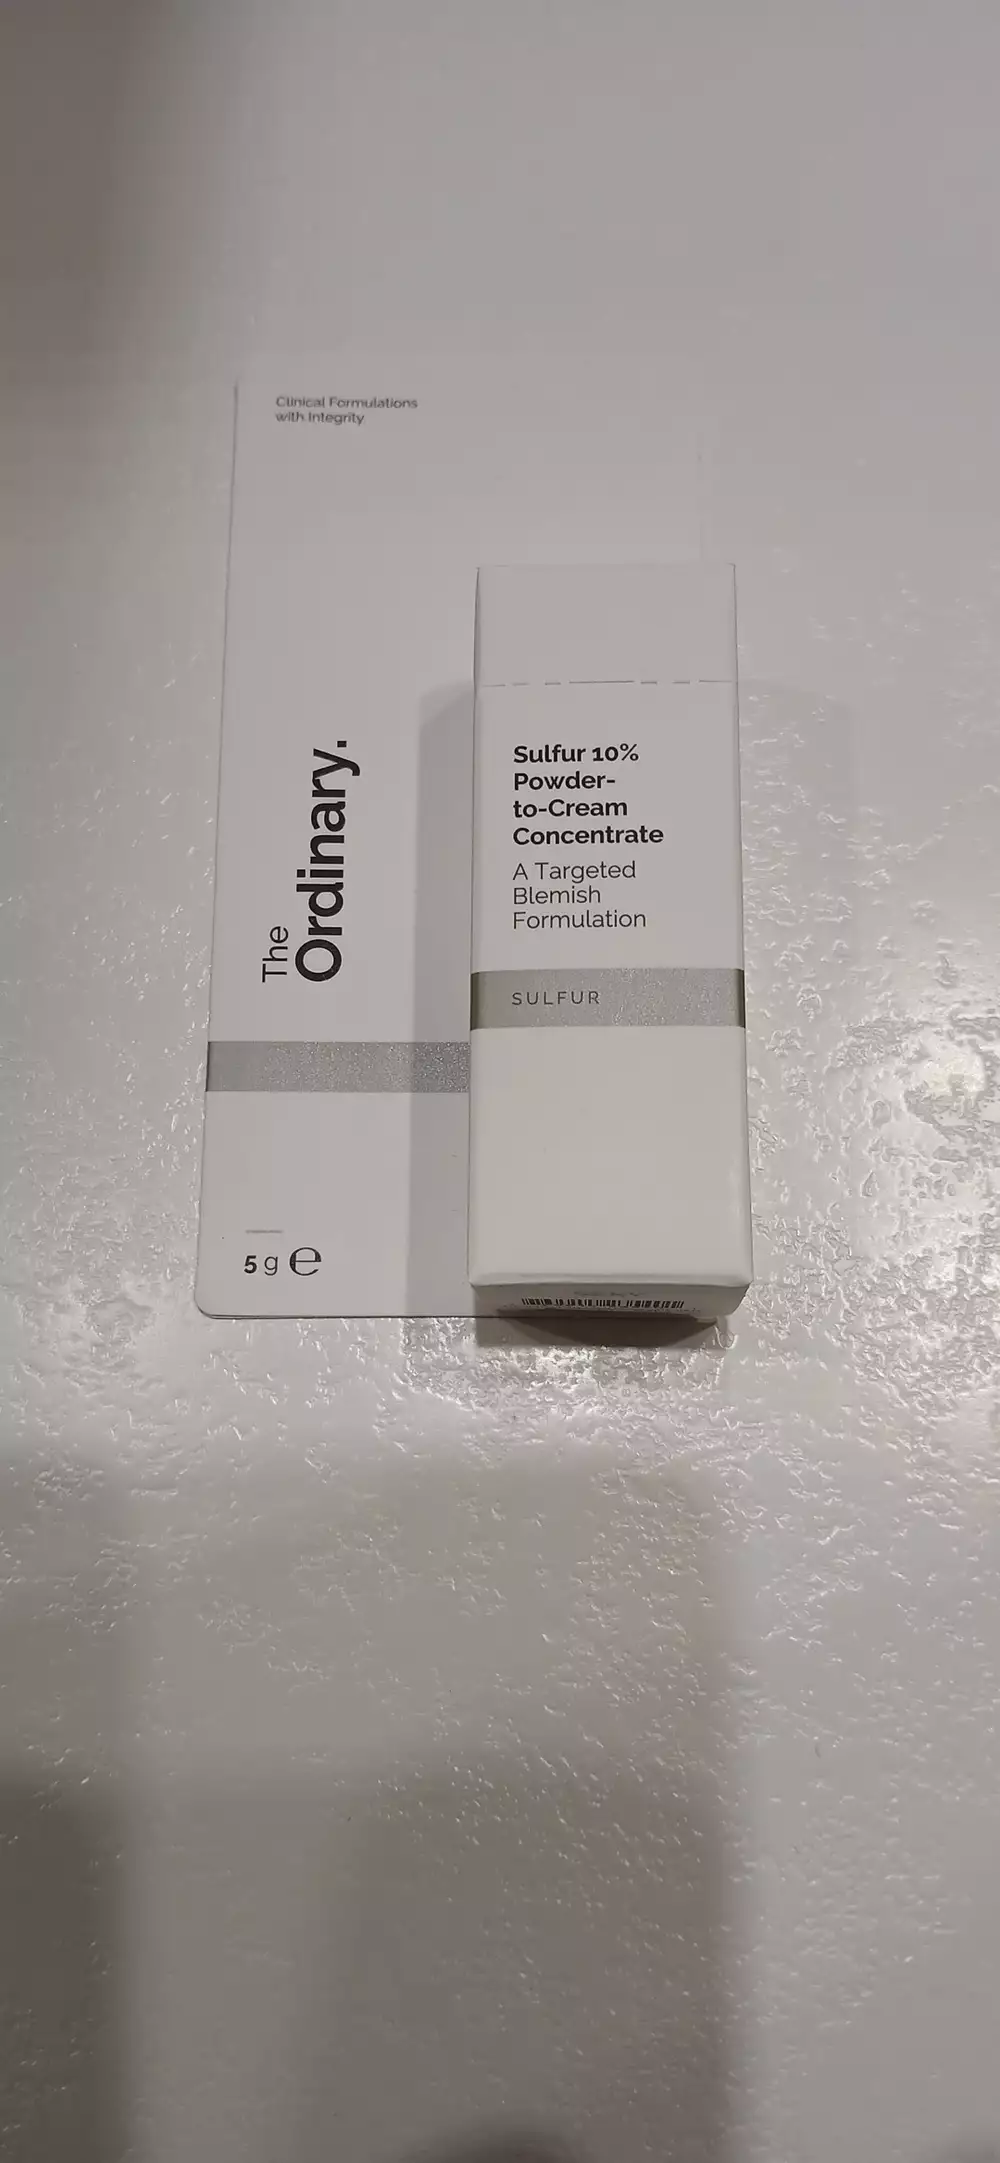 Clinical Formulations
with Integrity
The
Ordinary.
5 g ℮
Sulfur 10%
Powder-
to-Cream
Concentrate
A Targeted
Blemish
Formulation
SULFUR